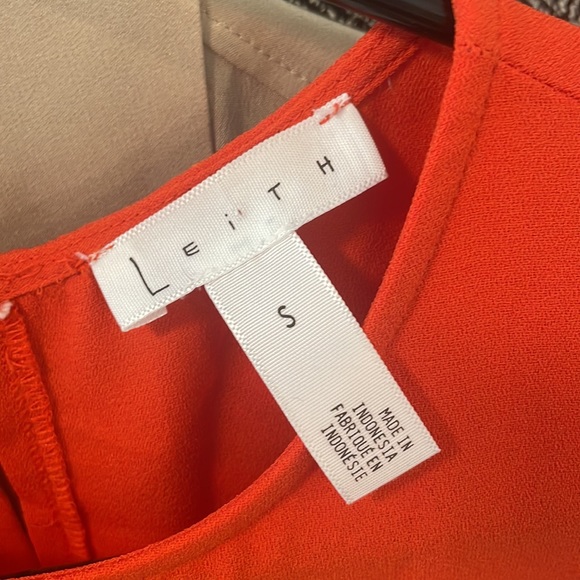 LEiTH
S
MADE IN
INDONESIA
FABRIQUÉ EN
INDONÉSIE